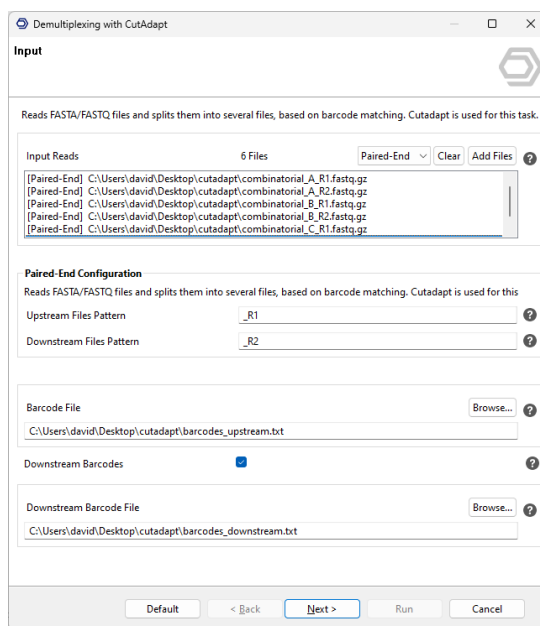 Demultiplexing with CutAdapt
Input
Reads FASTA/FASTQ files and splits them into several files, based on barcode matching. Cutadapt is used for this task.
Input Reads 6 Files Paired-End Clear Add Files ?
[Paired-End] C:\Users\david\Desktop\cutadapt\combinatorial_A_R1.fastq.gz
[Paired-End] C:\Users\david\Desktop\cutadapt\combinatorial_A_R2.fastq.gz
[Paired-End] C:\Users\david\Desktop\cutadapt\combinatorial_B_R1.fastq.gz
[Paired-End] C:\Users\david\Desktop\cutadapt\combinatorial_B_R2.fastq.gz
[Paired-End] C:\Users\david\Desktop\cutadapt\combinatorial_C_R1.fastq.gz
Paired-End Configuration
Reads FASTA/FASTQ files and splits them into several files, based on barcode matching. Cutadapt is used for this
Upstream Files Pattern _R1 ?
Downstream Files Pattern _R2 ?
Barcode File Browse... ?
C:\Users\david\Desktop\cutadapt\barcodes_upstream.txt
Downstream Barcodes ?
Downstream Barcode File Browse... ?
C:\Users\david\Desktop\cutadapt\barcodes_downstream.txt
Default < Back Next > Run Cancel